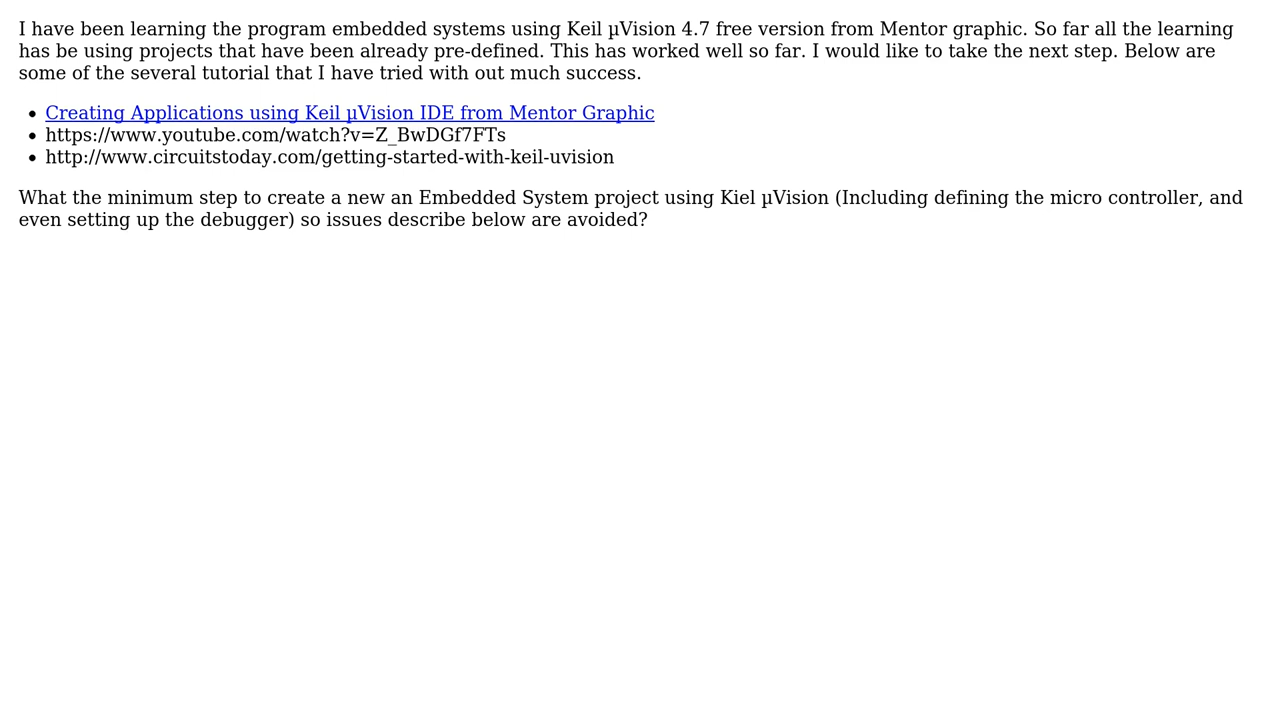 I have been learning the program embedded systems using Keil µVision 4.7 free version from Mentor graphic. So far all the learning
has be using projects that have been already pre-defined. This has worked well so far. I would like to take the next step. Below are
some of the several tutorial that I have tried with out much success.
• Creating Applications using Keil µVision IDE from Mentor Graphic
• https://www.youtube.com/watch?v=Z_BwDGf7FTs
• http://www.circuitstoday.com/getting-started-with-keil-uvision
What the minimum step to create a new an Embedded System project using Kiel µVision (Including defining the micro controller, and
even setting up the debugger) so issues describe below are avoided?